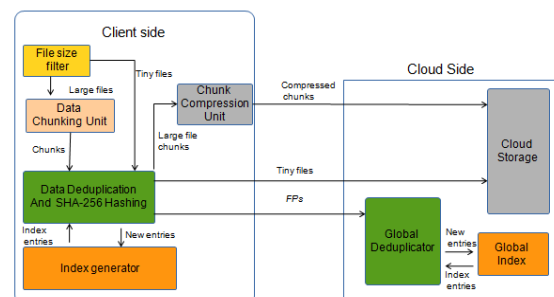 Client side
File size
filter
Tiny files
Large files
Data
Chunking Unit
Chunks
Chunk
Compression
Unit
Large file
chunks
Data Deduplication
And SHA-256 Hashing
Index
entries
New entries
Index generator
Compressed
chunks
Tiny files
FPs
Cloud Side
Cloud
Storage
Global
Deduplicator
New
entries
Index
entries
Global
Index